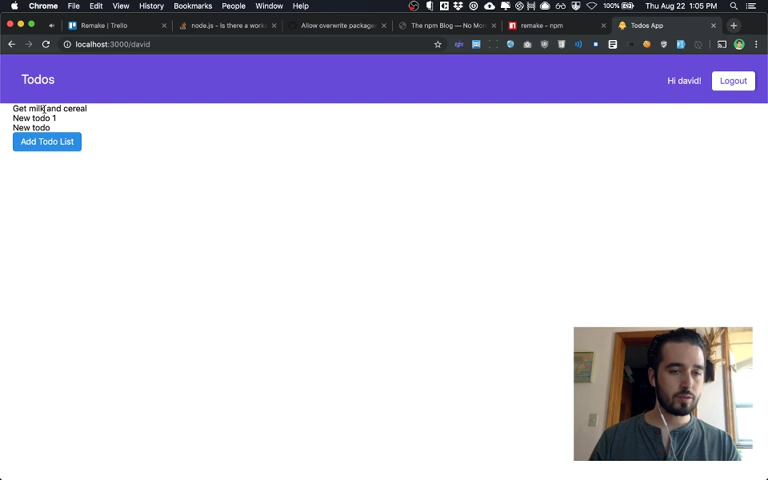 Chrome File Edit View History Bookmarks People Window Help 100% Thu Aug 22 1:05 PM
Remake | Trello
node.js - Is there a work
Allow overwrite package
The npm Blog — No Mor
remake - npm
Todos App
localhost:3000/david
Todos
Hi david!
Logout
Get milk and cereal
New todo 1
New todo
Add Todo List